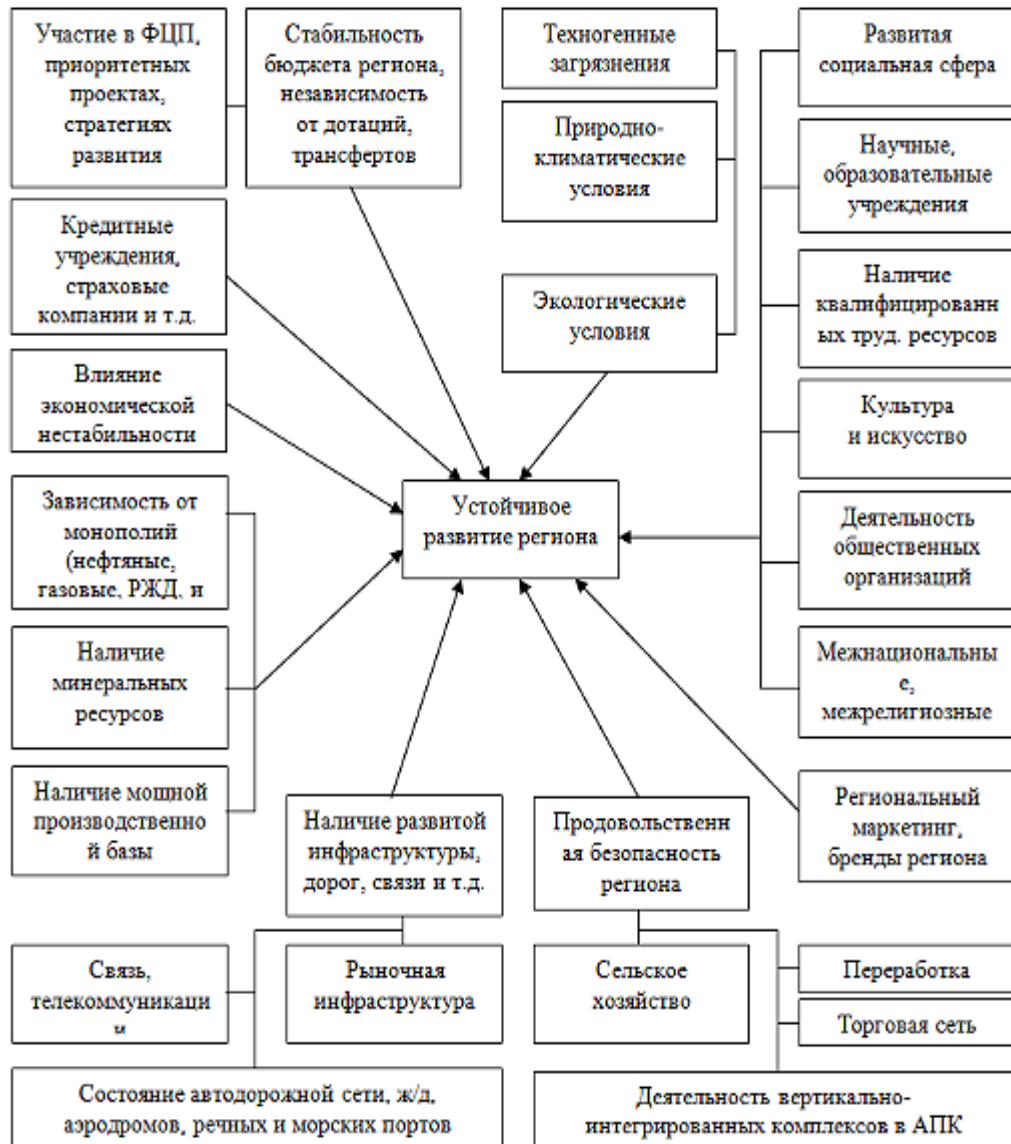 Участие в ФЦП,
приоритетных
проектах,
стратегиях
развития
Стабильность
бюджета региона,
независимость
от дотаций,
трансфертов
Техногенные
загрязнения
Развитая
социальная сфера
Природно-
климатические
условия
Научные,
образовательные
учреждения
Кредитные
учреждения,
страховые
компании и т.д.
Экологические
условия
Наличие
квалифицирован
ных труд. ресурсов
Влияние
экономической
нестабильности
Культура
и искусство
Зависимость от
монополий
(нефтяные,
газовые, РЖД, и
Устойчивое
развитие региона
Деятельность
общественных
организаций
Наличие
минеральных
ресурсов
Межнациональны
е,
межрелигиозные
Наличие мощной
производственно
й базы
Наличие развитой
инфраструктуры,
дорог, связи и т.д.
Продовольственн
ая безопасность
региона
Региональный
маркетинг,
бренды региона
Связь,
телекоммуникаци
и
Рыночная
инфраструктура
Сельское
хозяйство
Переработка
Торговая сеть
Состояние автодорожной сети, ж/д,
аэродромов, речных и морских портов
Деятельность вертикально-
интегрированных комплексов в АПК